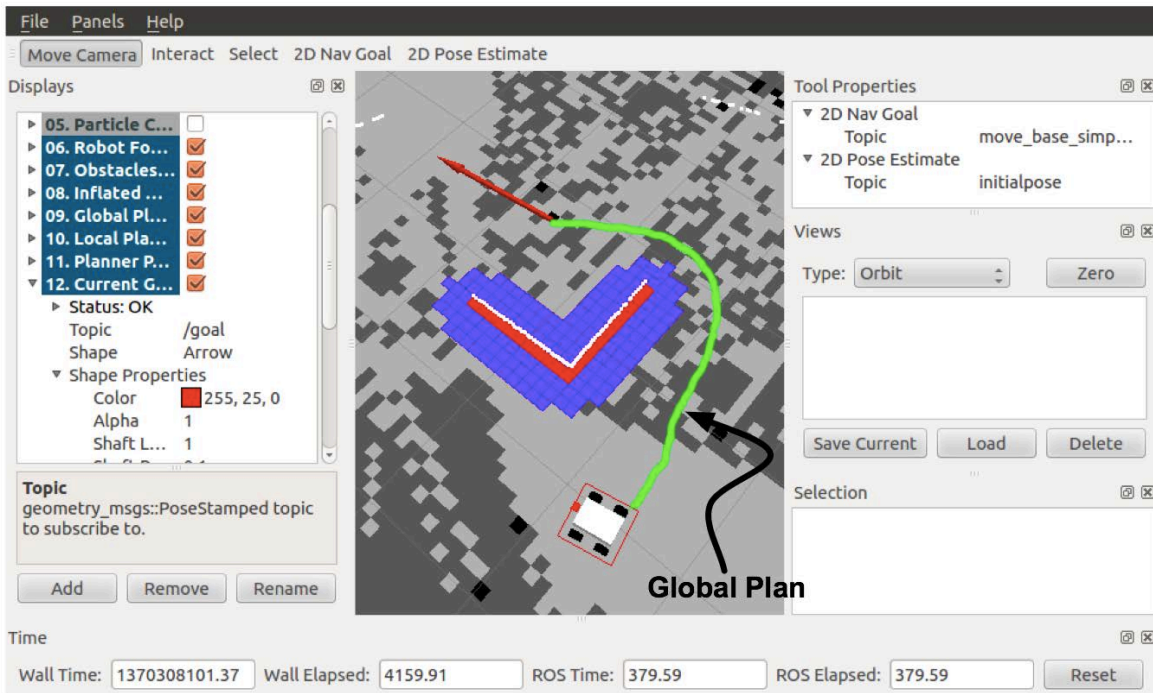 File Panels Help
Move Camera Interact Select 2D Nav Goal 2D Pose Estimate
Displays
05. Particle C...
06. Robot Fo...
07. Obstacles...
08. Inflated ...
09. Global Pl...
10. Local Pla...
11. Planner P...
12. Current G...
Status: OK
Topic /goal
Shape Arrow
Shape Properties
Color 255, 25, 0
Alpha 1
Shaft L... 1
Topic
geometry_msgs::PoseStamped topic
to subscribe to.
Add Remove Rename
Global Plan
Tool Properties
2D Nav Goal
Topic move_base_simp...
2D Pose Estimate
Topic initialpose
Views
Type: Orbit Zero
Save Current Load Delete
Selection
Time
Wall Time: 1370308101.37 Wall Elapsed: 4159.91 ROS Time: 379.59 ROS Elapsed: 379.59 Reset